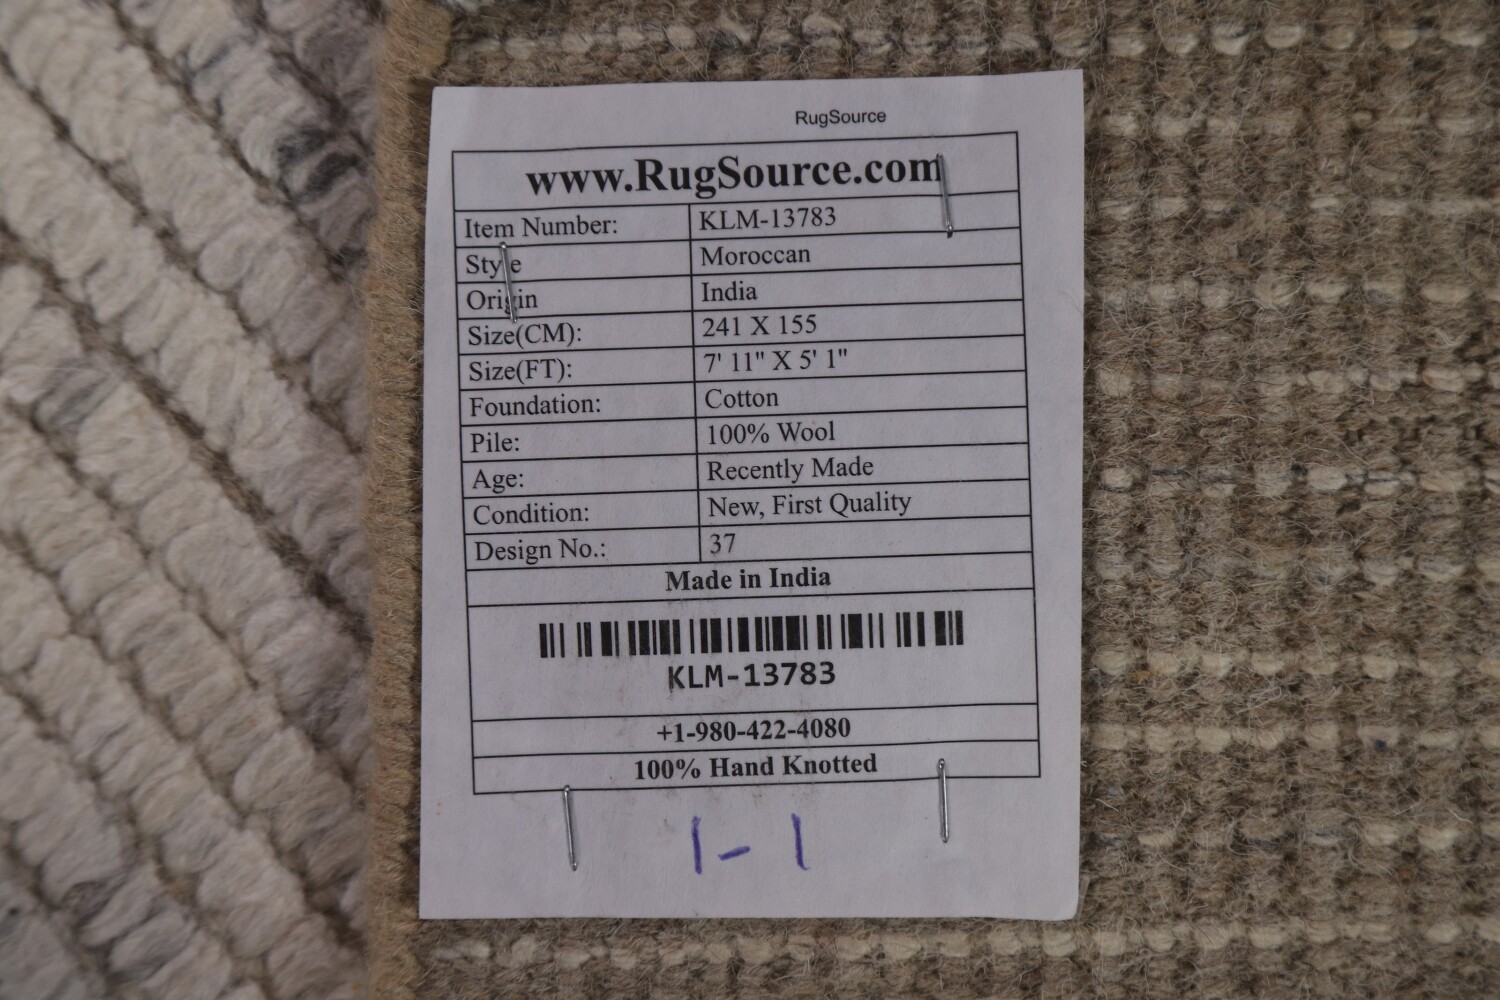 RugSource
www.RugSource.com
Item Number: KLM-13783
Style Moroccan
Origin India
Size(CM): 241 X 155
Size(FT): 7' 11" X 5' 1"
Foundation: Cotton
Pile: 100% Wool
Age: Recently Made
Condition: New, First Quality
Design No.: 37
Made in India
KLM-13783
+1-980-422-4080
100% Hand Knotted
1-1